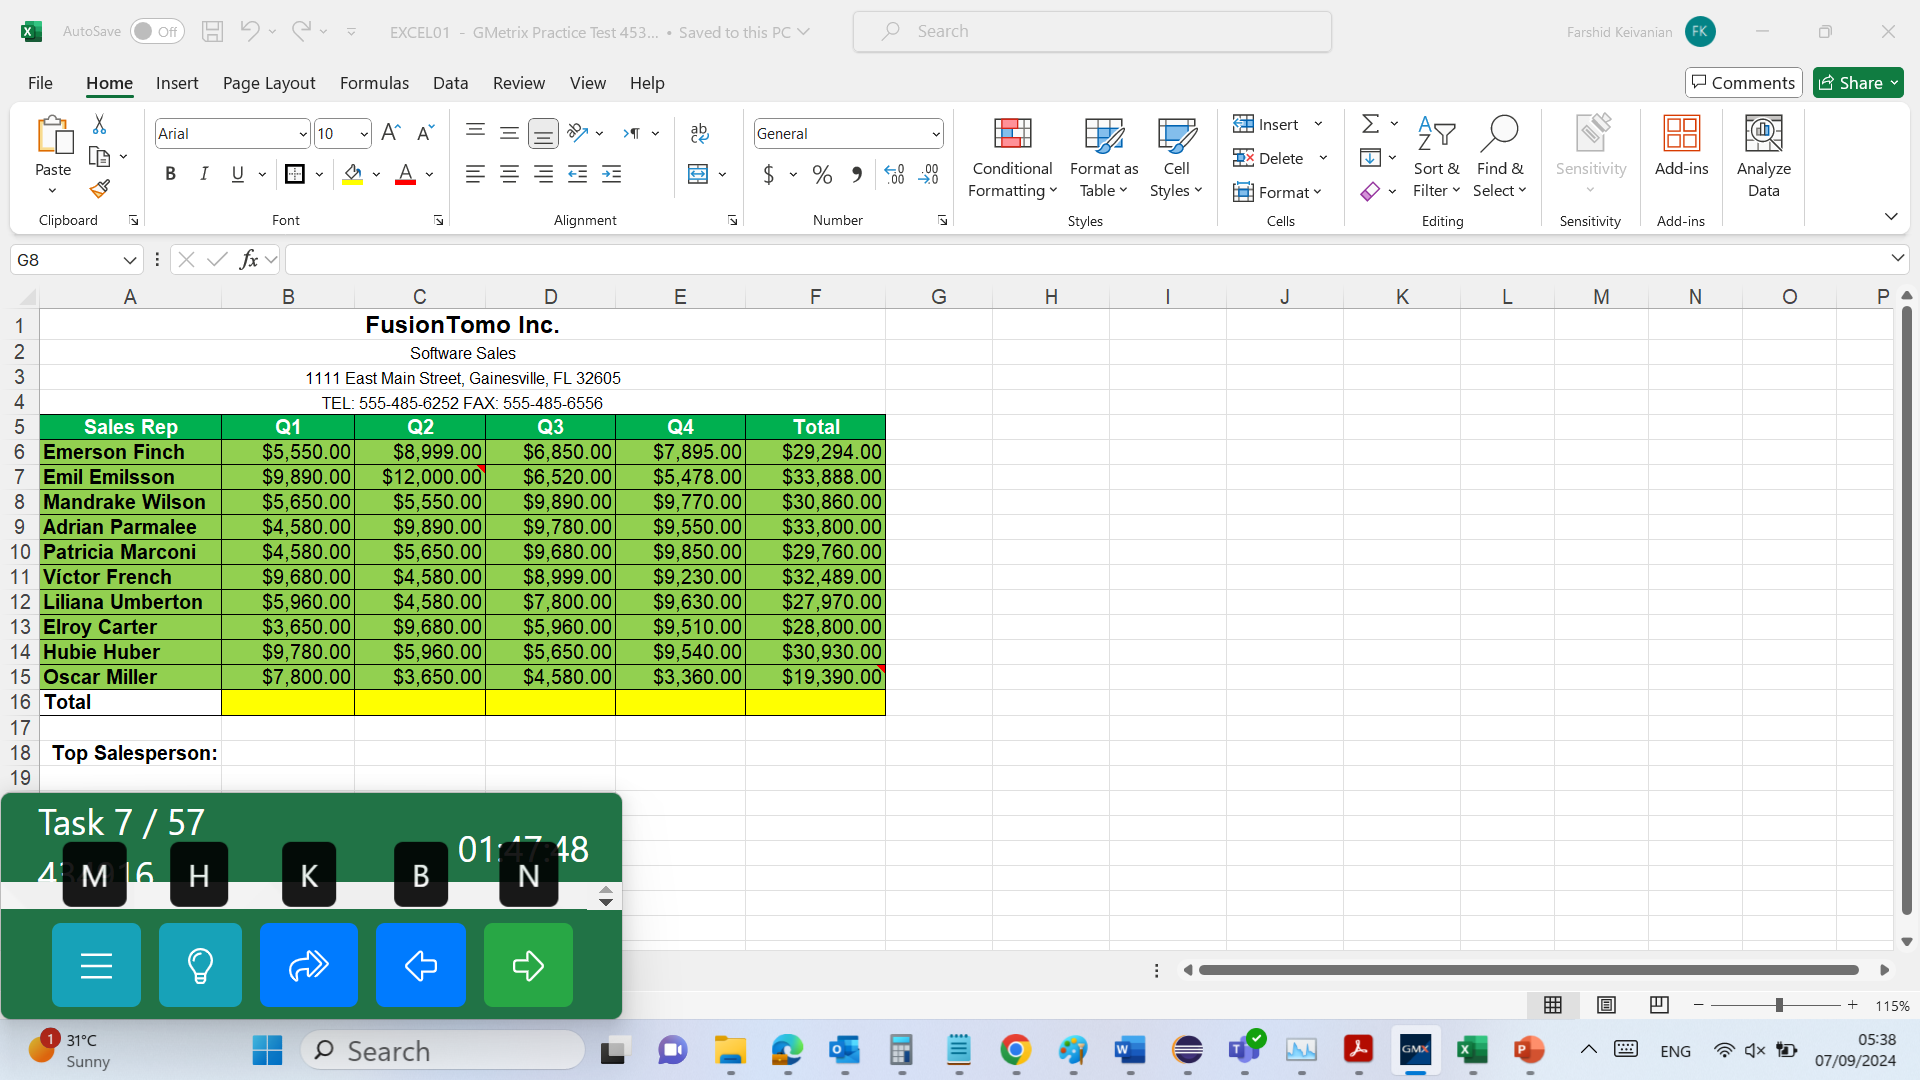 AutoSave Off EXCEL01 - GMetrix Practice Test 453... • Saved to this PC Search Farshid Keivanian FK
File Home Insert Page Layout Formulas Data Review View Help Comments Share
Paste Arial 10 General Conditional Formatting Format as Table Cell Styles Insert Delete Format Sort & Filter Find & Select Sensitivity Add-ins Analyze Data
Clipboard Font Alignment Number Styles Cells Editing Sensitivity Add-ins
G8 fx
A B C D E F G H I J K L M N O P
1 FusionTomo Inc.
2 Software Sales
3 1111 East Main Street, Gainesville, FL 32605
4 TEL: 555-485-6252 FAX: 555-485-6556
5 Sales Rep Q1 Q2 Q3 Q4 Total
6 Emerson Finch $5,550.00 $8,999.00 $6,850.00 $7,895.00 $29,294.00
7 Emil Emilsson $9,890.00 $12,000.00 $6,520.00 $5,478.00 $33,888.00
8 Mandrake Wilson $5,650.00 $5,550.00 $9,890.00 $9,770.00 $30,860.00
9 Adrian Parmalee $4,580.00 $9,890.00 $9,780.00 $9,550.00 $33,800.00
10 Patricia Marconi $4,580.00 $5,650.00 $9,680.00 $9,850.00 $29,760.00
11 Víctor French $9,680.00 $4,580.00 $8,999.00 $9,230.00 $32,489.00
12 Liliana Umberton $5,960.00 $4,580.00 $7,800.00 $9,630.00 $27,970.00
13 Elroy Carter $3,650.00 $9,680.00 $5,960.00 $9,510.00 $28,800.00
14 Hubie Huber $9,780.00 $5,960.00 $5,650.00 $9,540.00 $30,930.00
15 Oscar Miller $7,800.00 $3,650.00 $4,580.00 $3,360.00 $19,390.00
16 Total
17
18 Top Salesperson:
19
Task 7 / 57
01:47:48
M H K B N
115%
1 31°C
Sunny
Search
GMX
ENG
05:38
07/09/2024